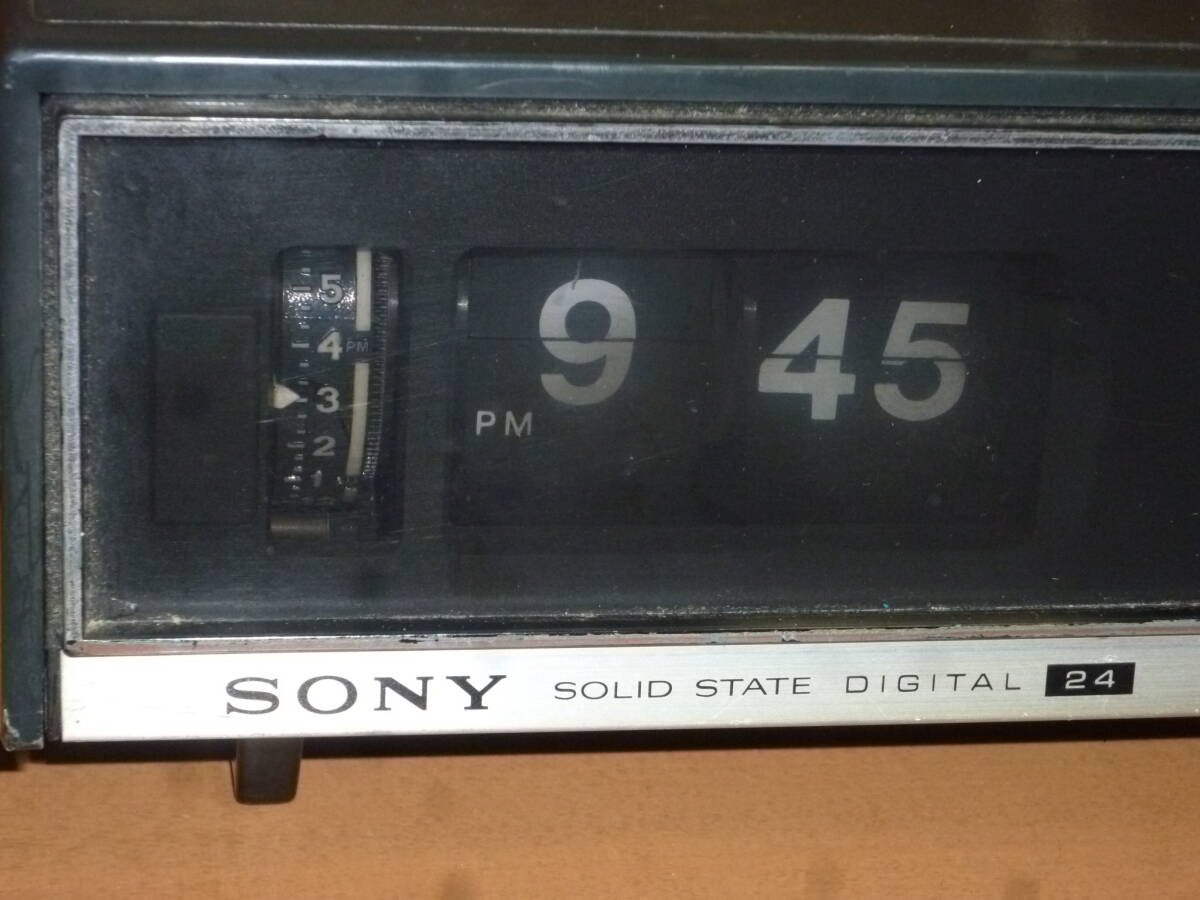 5
4 PM
3
2
1
9 45
PM
SONY SOLID STATE DIGITAL 24